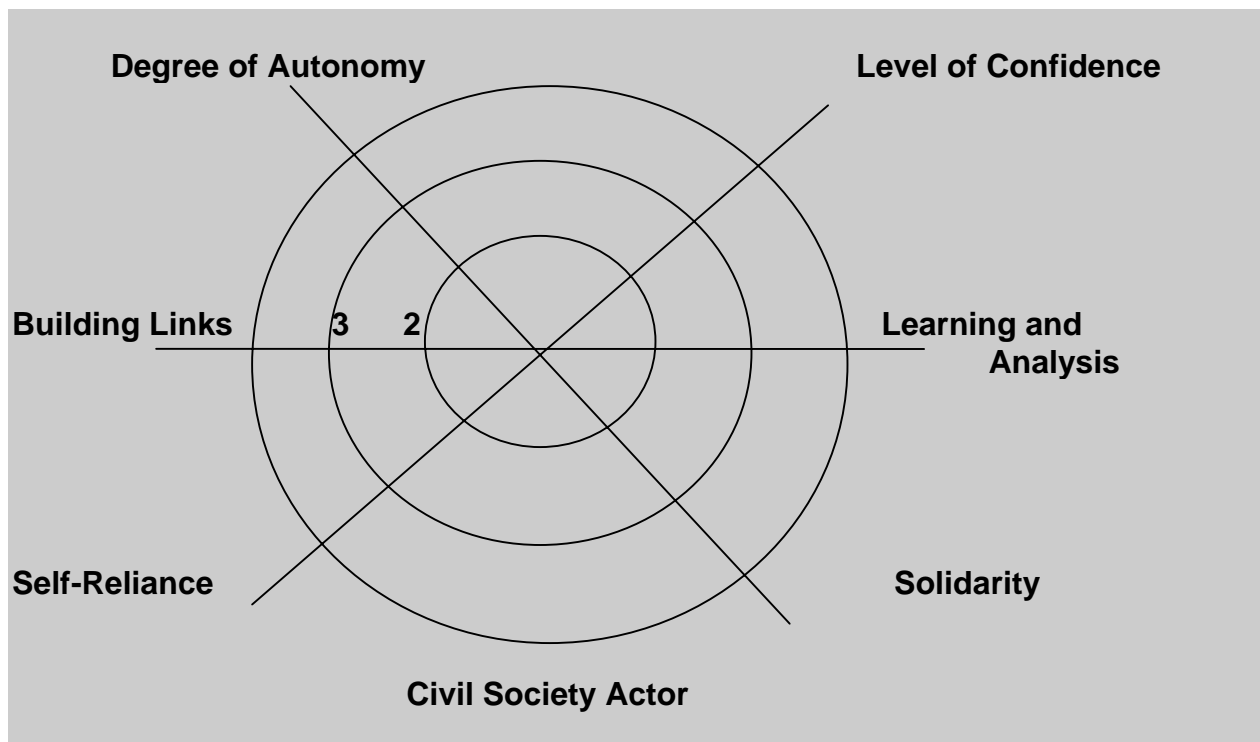 Degree of Autonomy
Level of Confidence
Building Links
3
2
Learning and
Analysis
Self-Reliance
Solidarity
Civil Society Actor